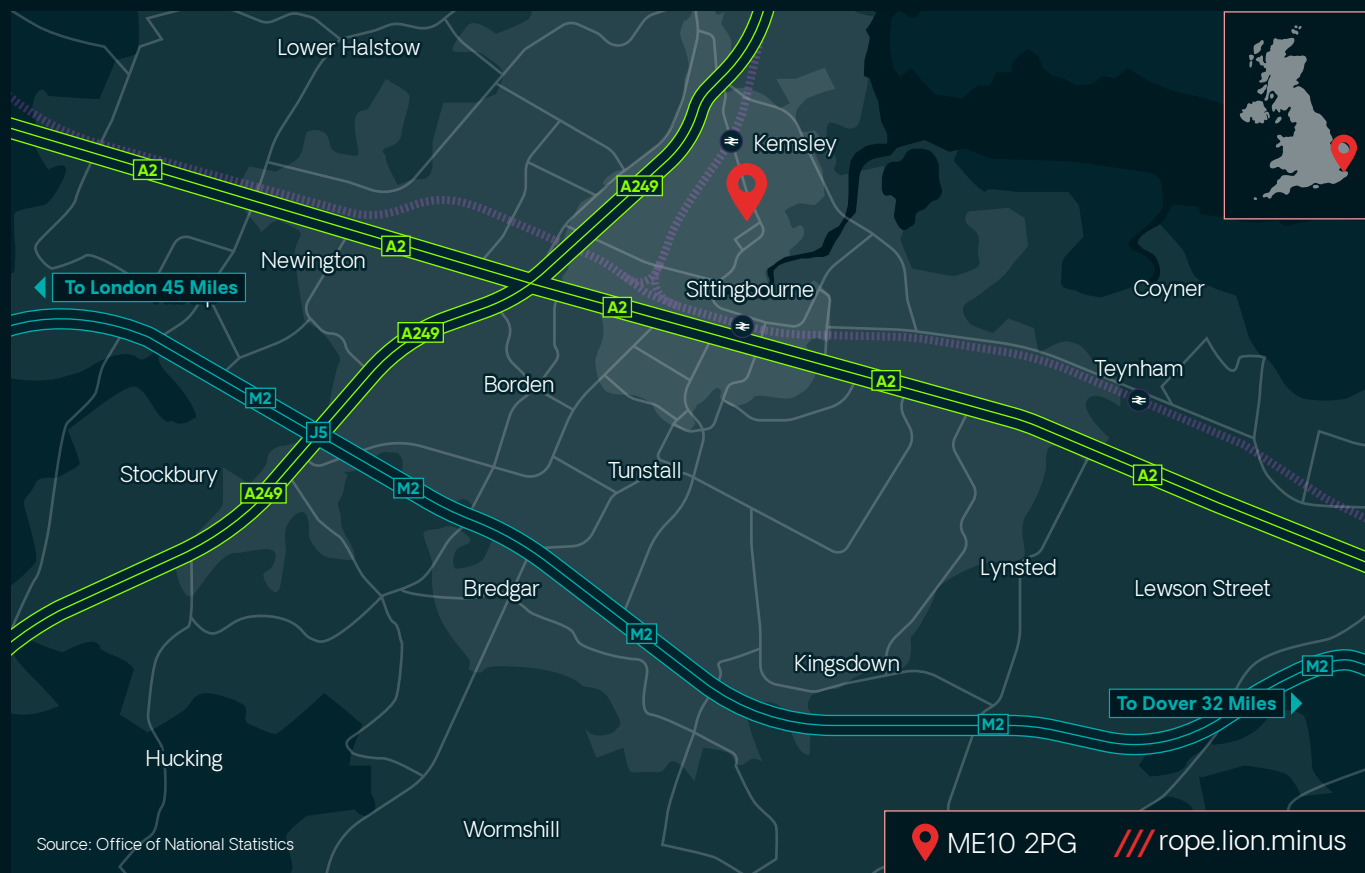 Lower Halstow
Kemsley
A2
A249
A2
Newington
To London 45 Miles
Sittingbourne
Coyner
A2
A249
Teynham
Borden
A2
M2
J5
Stockbury
Tunstall
A2
A249
M2
Lynsted
Bredgar
Lewson Street
M2
Kingsdown
M2
To Dover 32 Miles
M2
Hucking
Wormshill
Source: Office of National Statistics
ME10 2PG
///rope.lion.minus